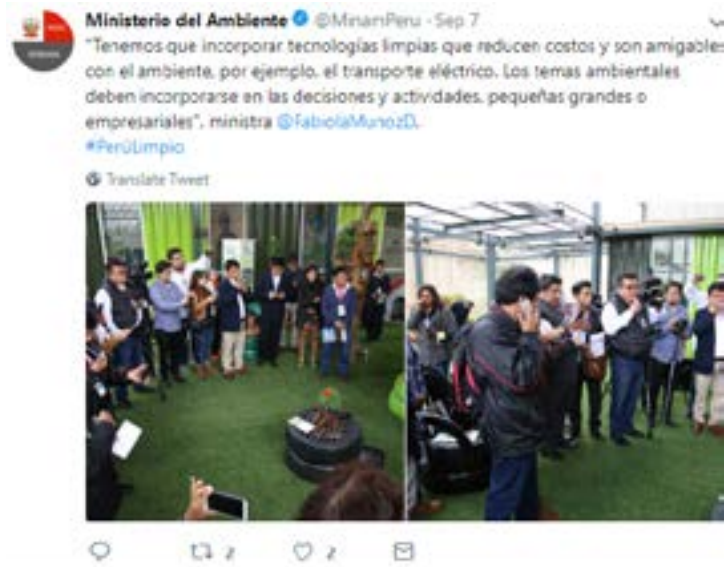 Ministerio del Ambiente @MinamPeru · Sep 7
"Tenemos que incorporar tecnologías limpias que reducen costos y son amigables
con el ambiente, por ejemplo, el transporte eléctrico. Los temas ambientales
deben incorporarse en las decisiones y actividades, pequeñas grandes o
empresariales", ministra @FabiolaMunozD.
#PerúLimpio
Translate Tweet
2 2